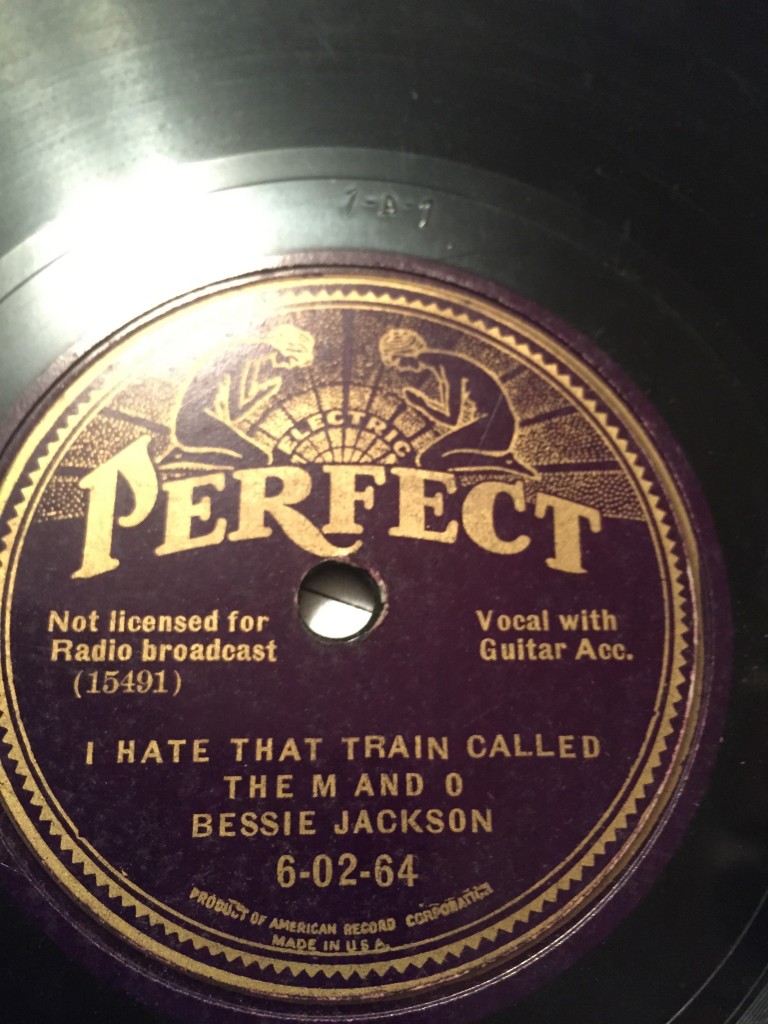 1-A-1
ELECTRIC
PERFECT
Not licensed for
Radio broadcast
(15491)
Vocal with
Guitar Acc.
I HATE THAT TRAIN CALLED
THE M AND O
BESSIE JACKSON
6-02-64
PRODUCT OF AMERICAN RECORD CORPORATION
MADE IN U.S.A.